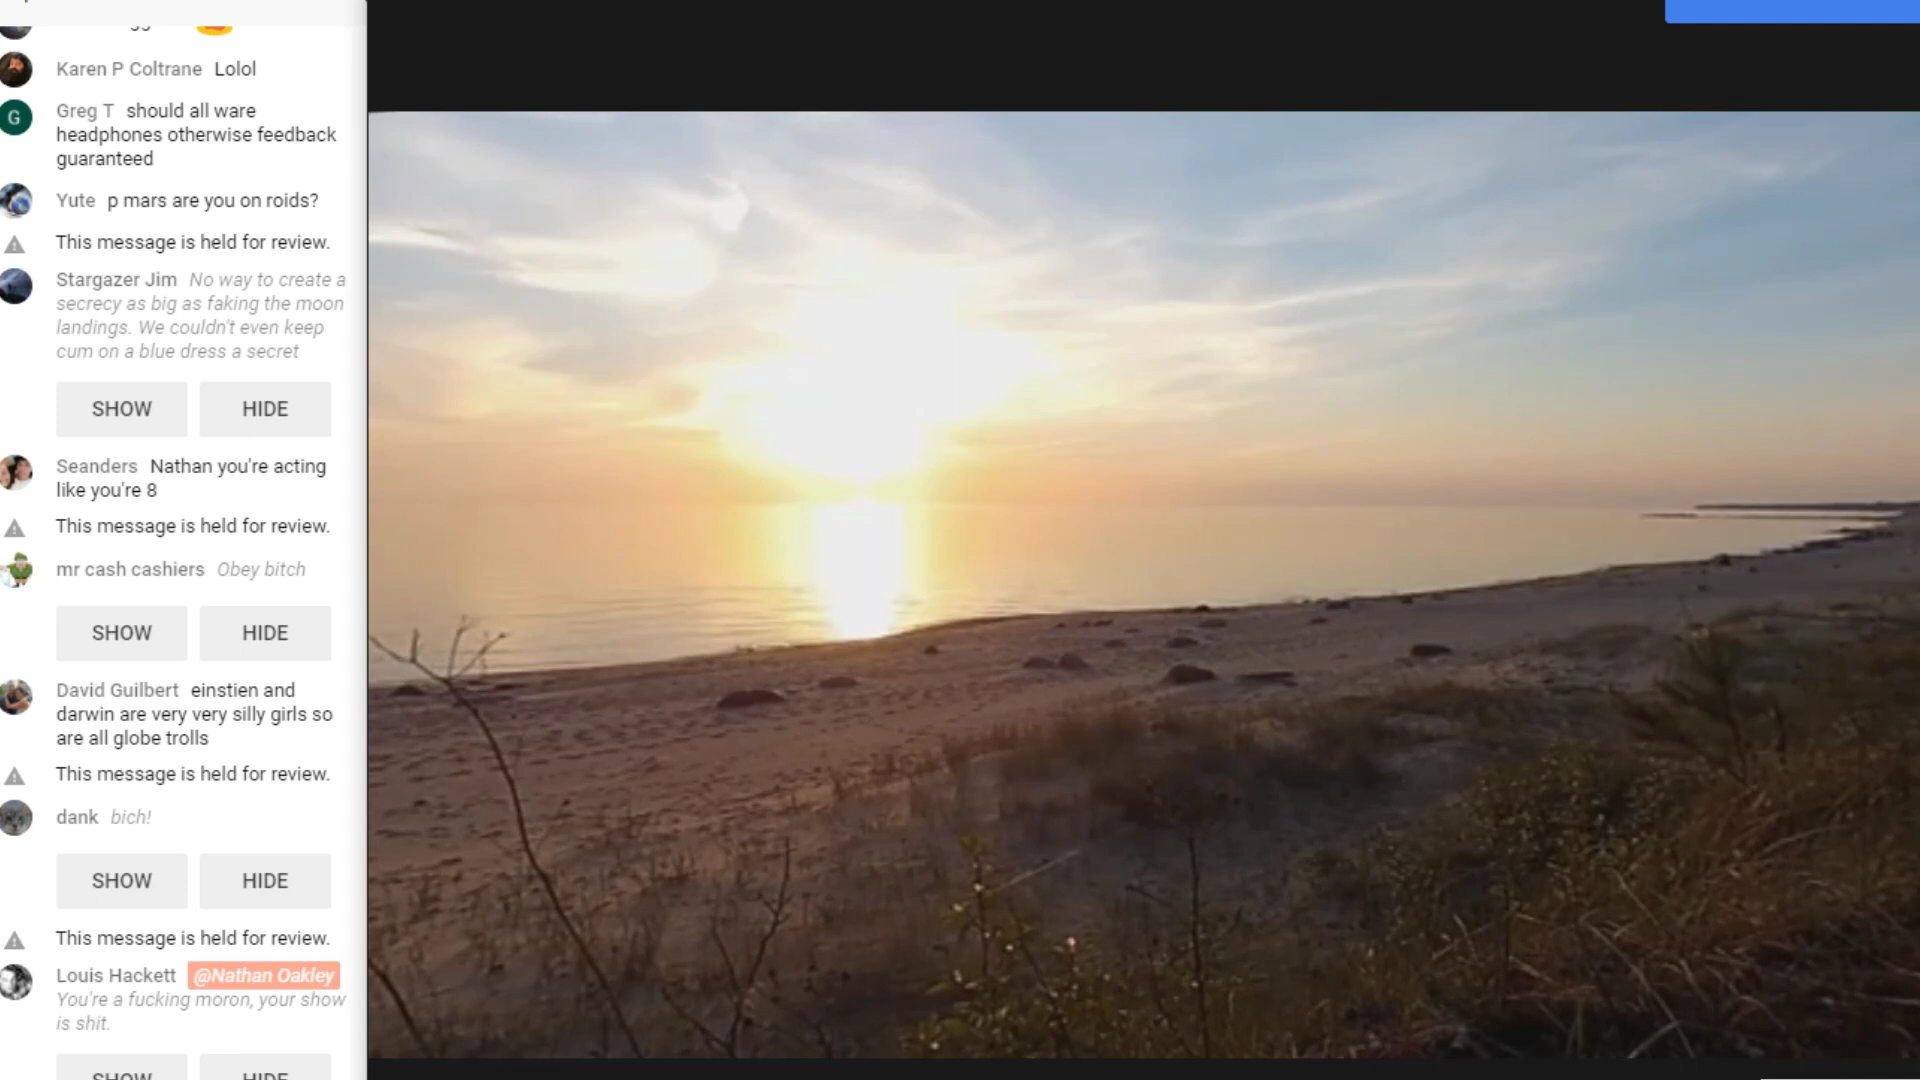 Karen P Coltrane Lolol
G
Greg T should all ware
headphones otherwise feedback
guaranteed
Yute p mars are you on roids?
This message is held for review.
Stargazer Jim No way to create a
secrecy as big as faking the moon
landings. We couldn't even keep
cum on a blue dress a secret
SHOW HIDE
Seanders Nathan you're acting
like you're 8
This message is held for review.
mr cash cashiers Obey bitch
SHOW HIDE
David Guilbert einstien and
darwin are very very silly girls so
are all globe trolls
This message is held for review.
dank bich!
SHOW HIDE
This message is held for review.
Louis Hackett @Nathan Oakley
You're a fucking moron, your show
is shit.
SHOW HIDE